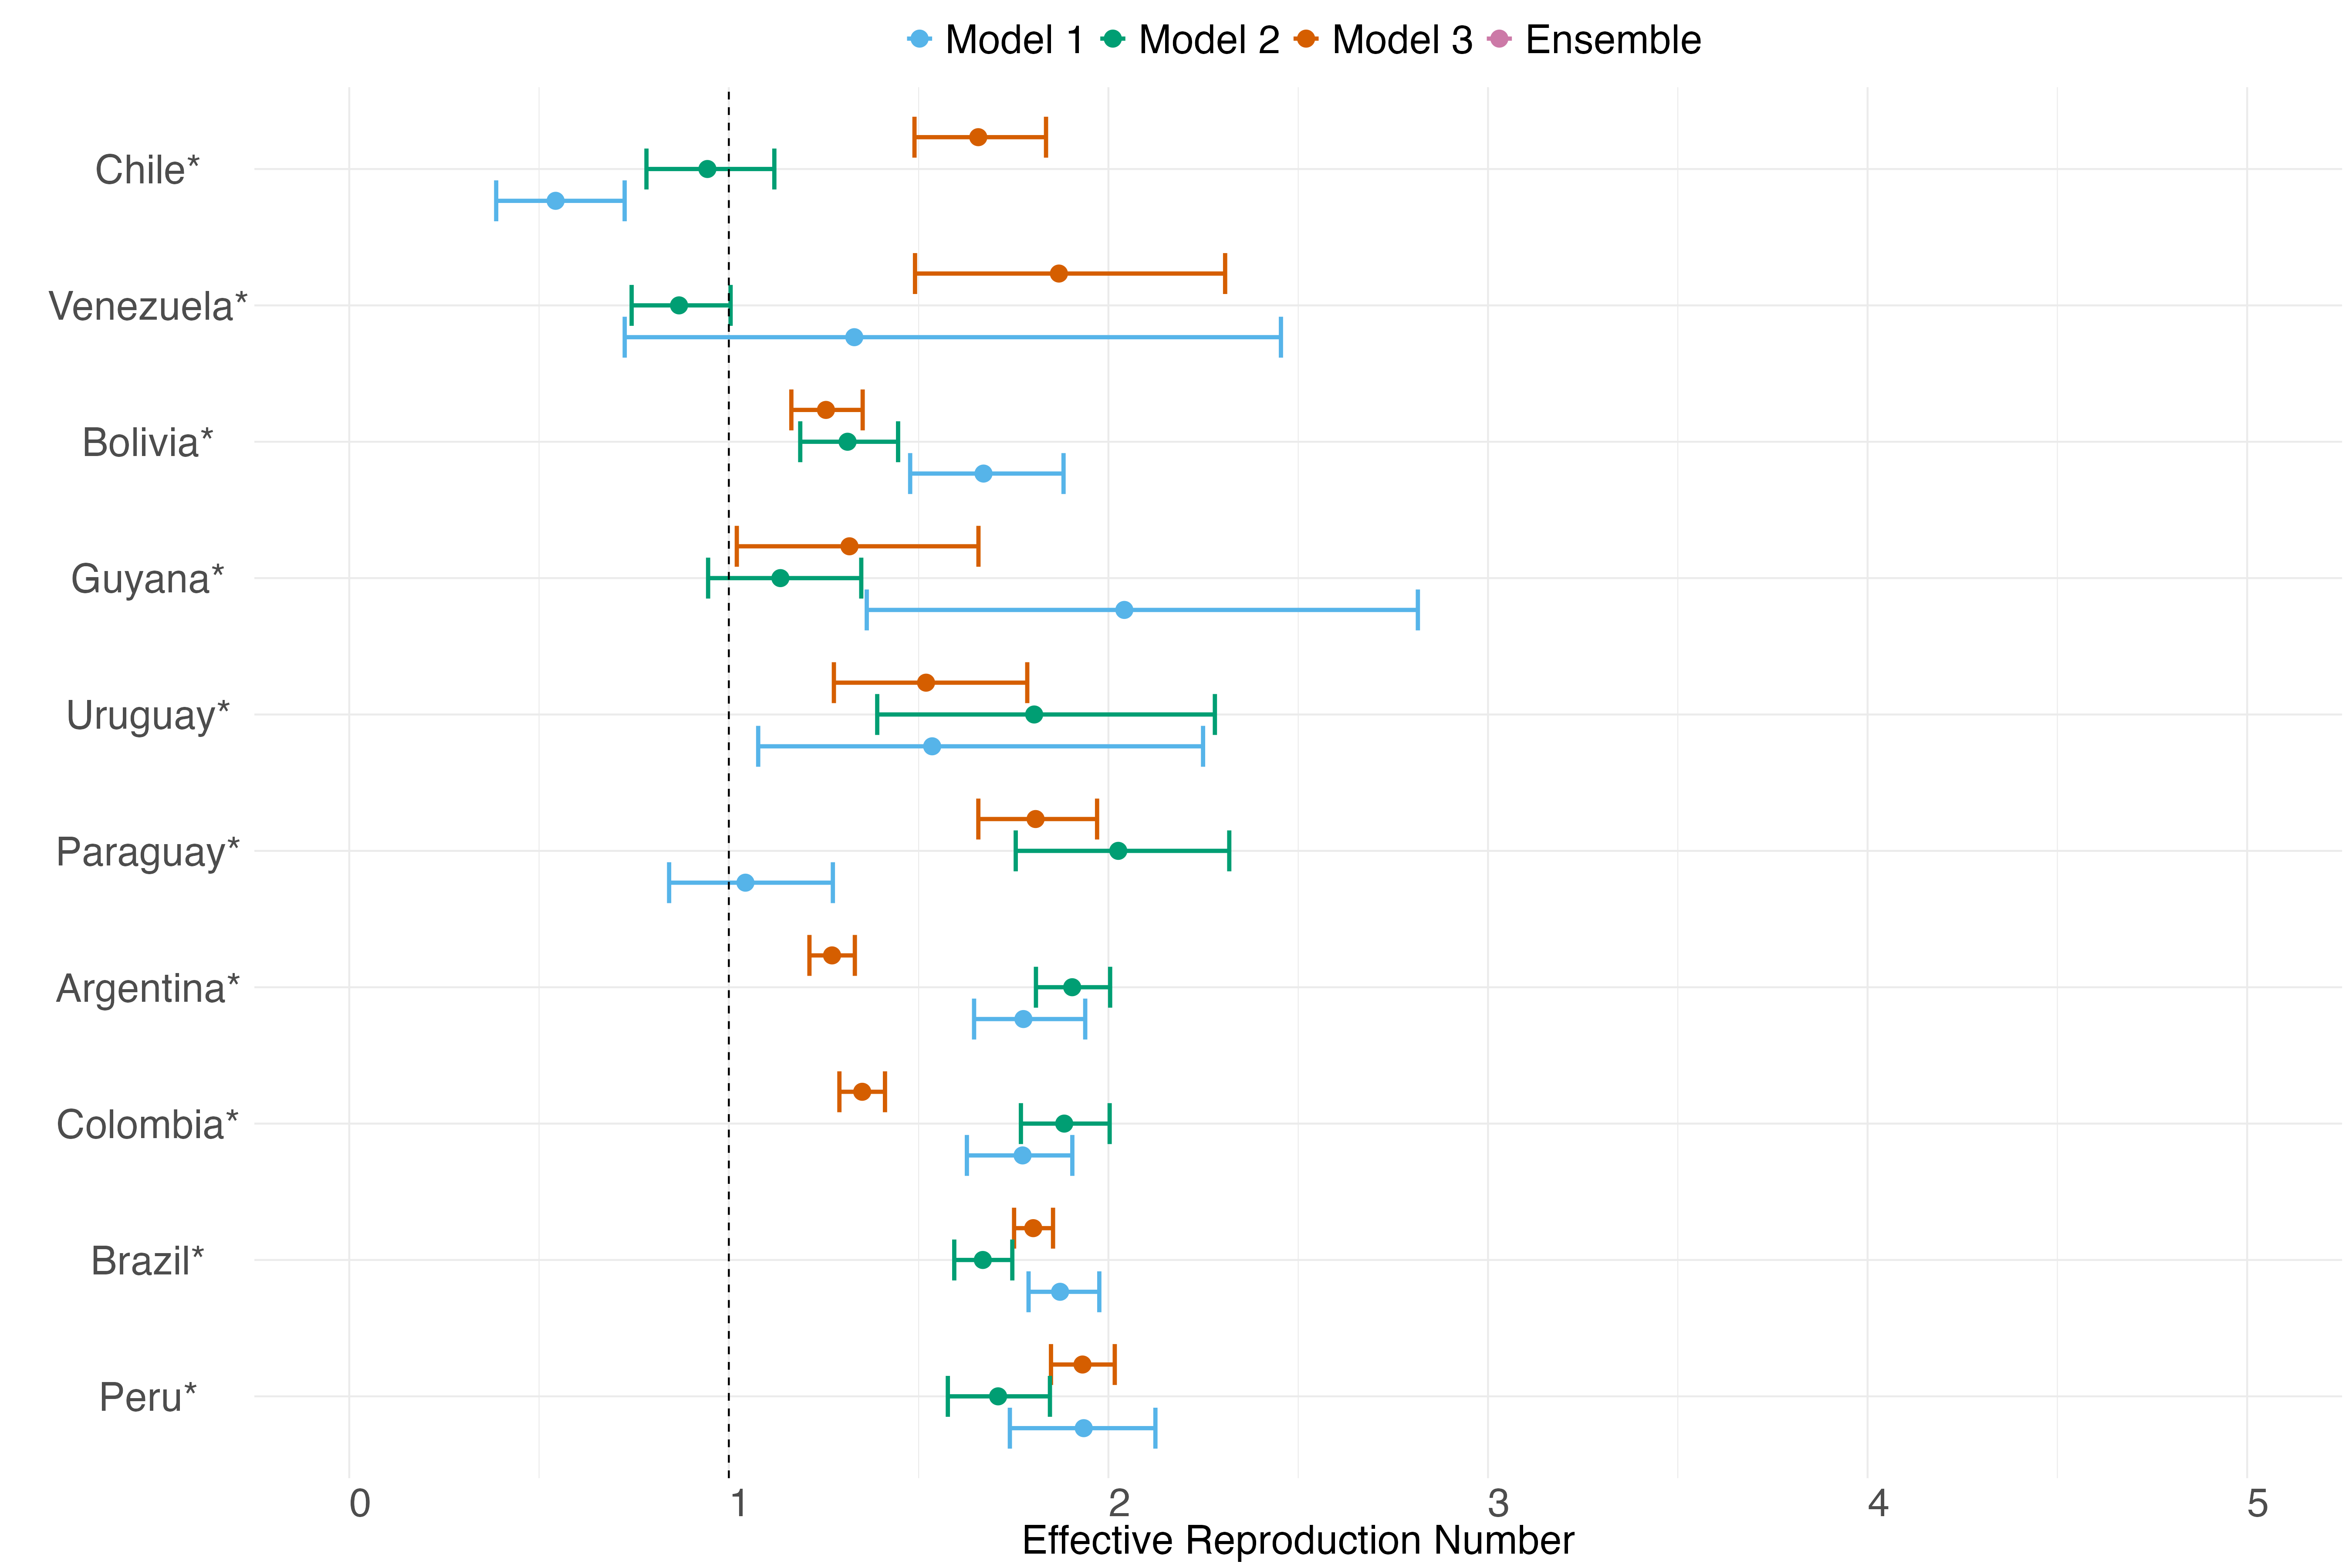 Model 1 Model 2 Model 3 Ensemble
Chile*
Venezuela*
Bolivia*
Guyana*
Uruguay*
Paraguay*
Argentina*
Colombia*
Brazil*
Peru*
0 1 2 3 4 5
Effective Reproduction Number